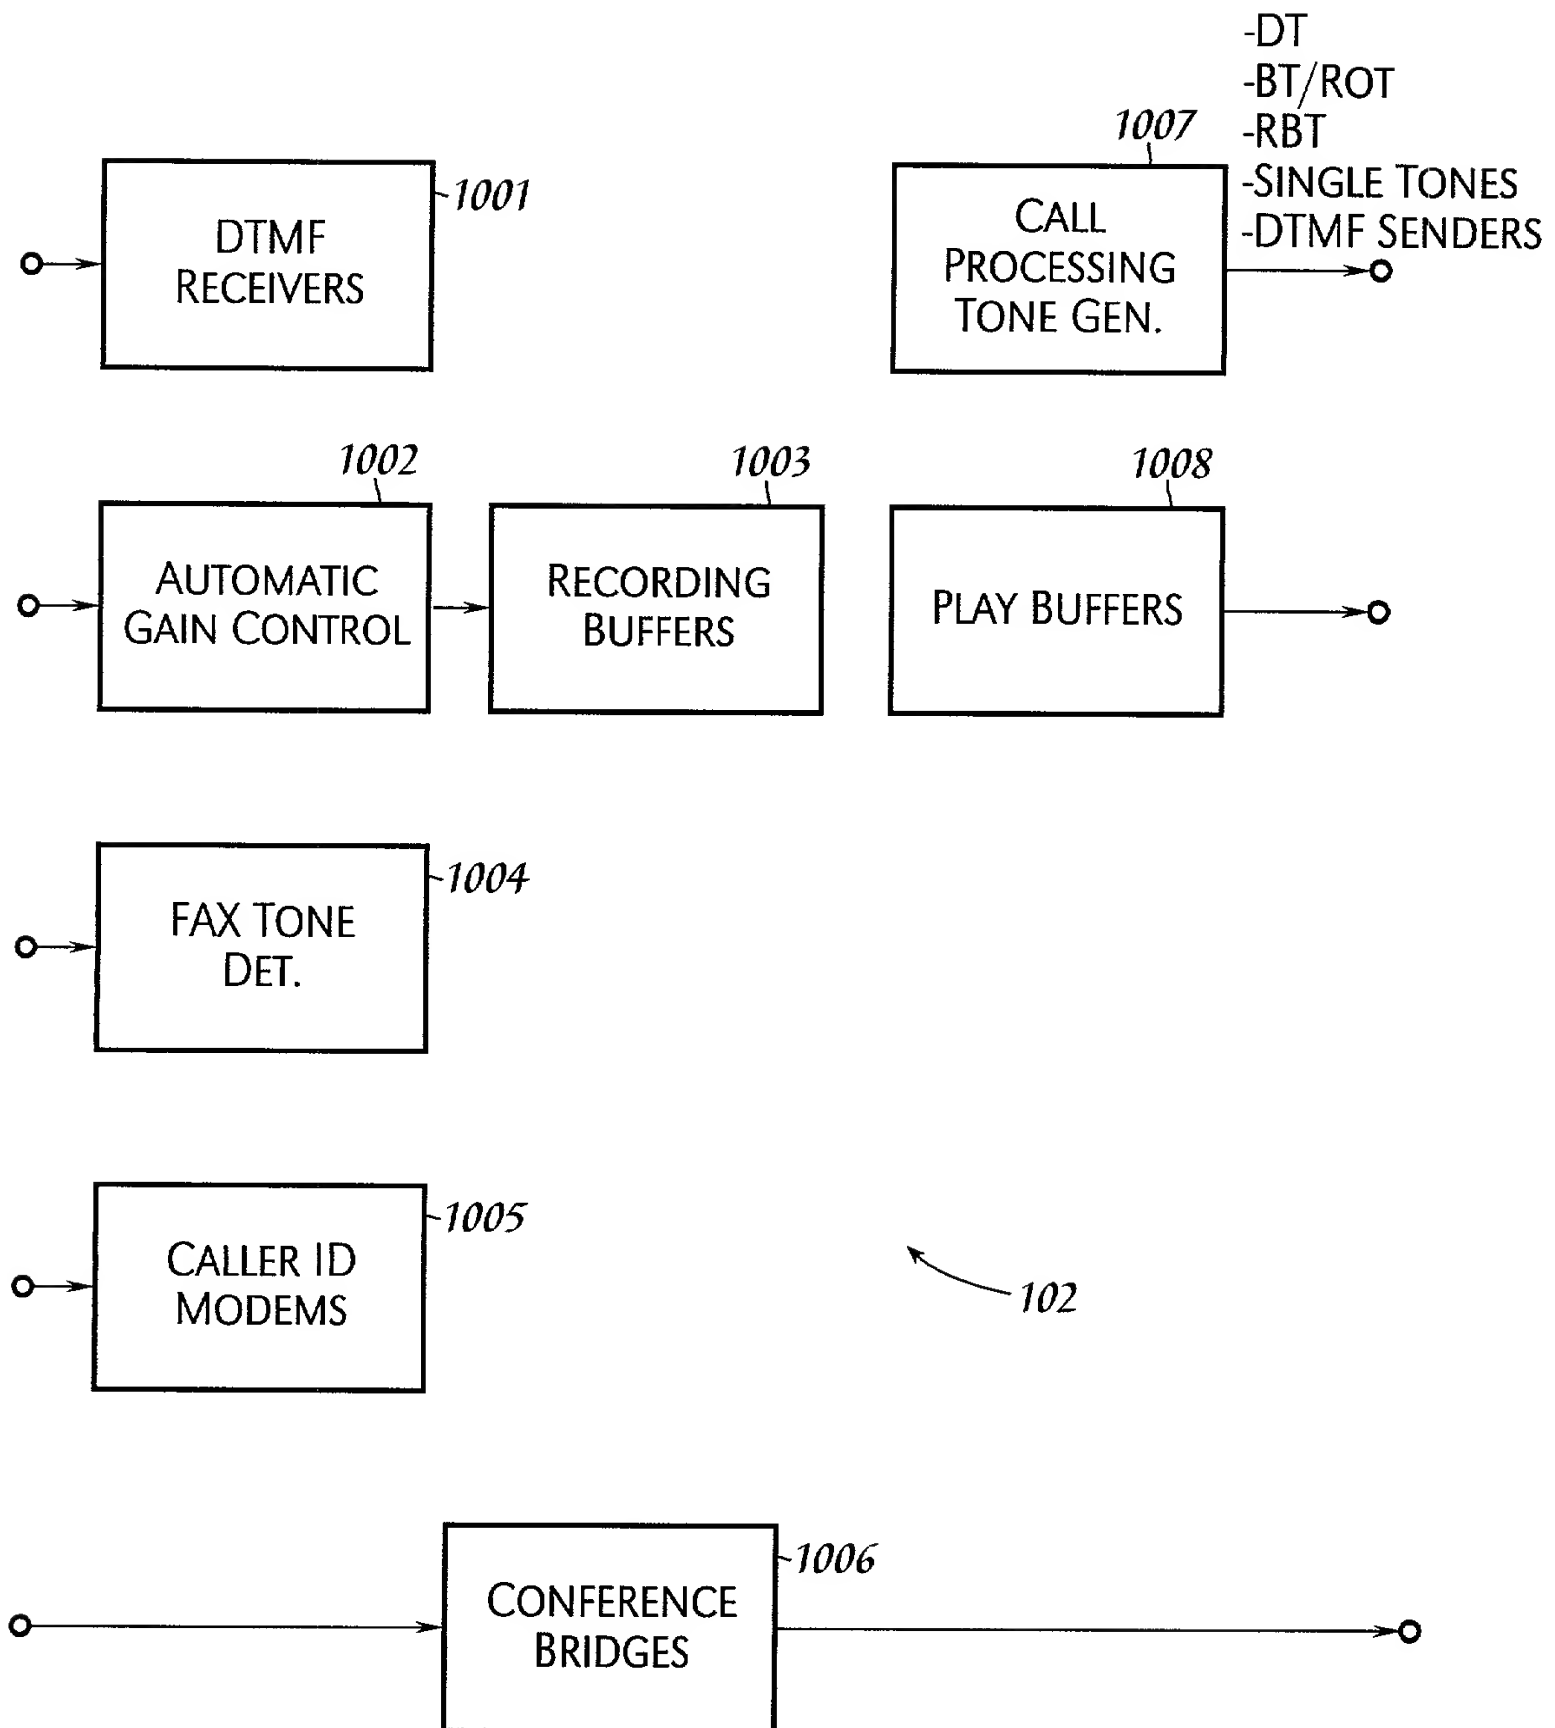 -DT
-BT/ROT
-RBT
-SINGLE TONES
-DTMF SENDERS
1007
1001
DTMF
RECEIVERS
CALL
PROCESSING
TONE GEN.
1002
1003
1008
AUTOMATIC
GAIN CONTROL
RECORDING
BUFFERS
PLAY BUFFERS
1004
FAX TONE
DET.
1005
CALLER ID
MODEMS
102
1006
CONFERENCE
BRIDGES